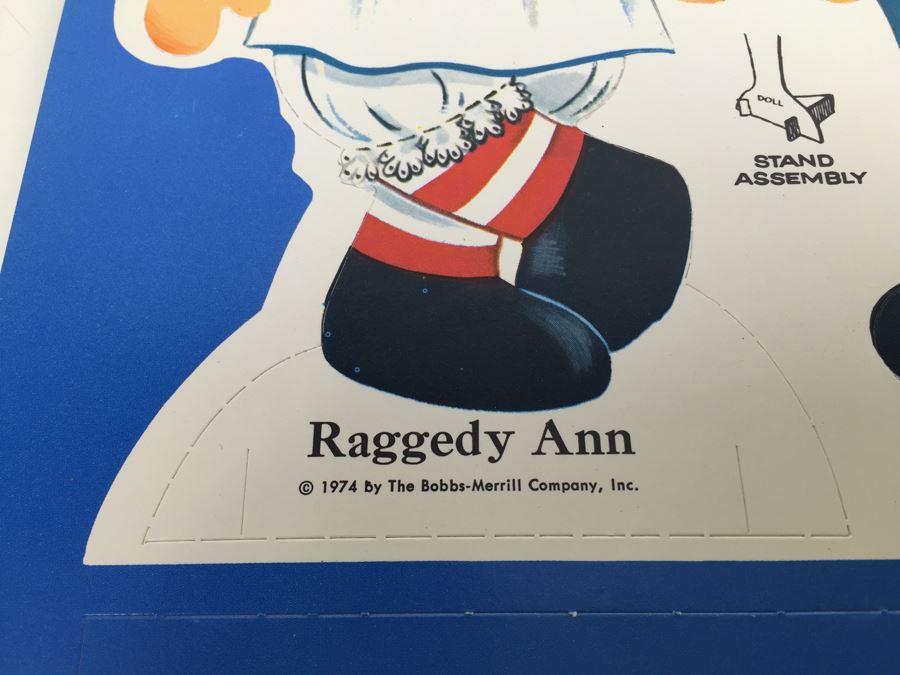 DOLL
STAND
ASSEMBLY
Raggedy Ann
© 1974 By The Bobbs-Merrill Company, Inc.